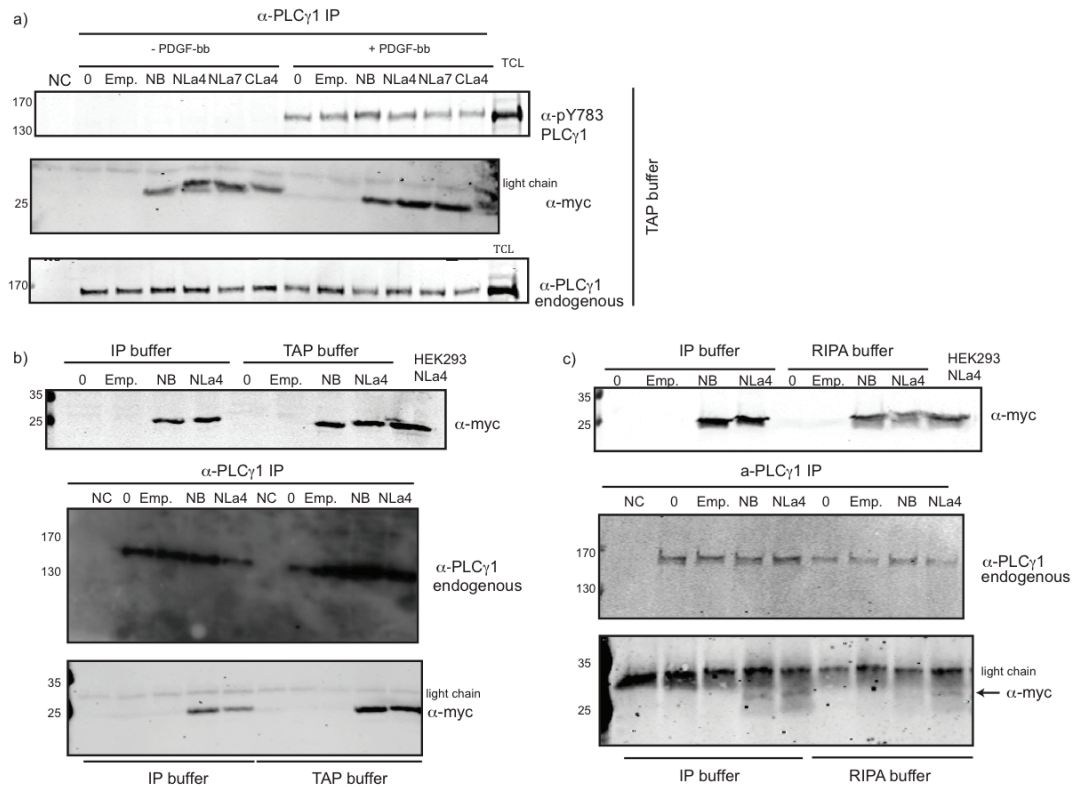 a)
α-PLCγ1 IP
- PDGF-bb + PDGF-bb
TCL
NC 0 Emp. NB NLa4 NLa7 CLa4 0 Emp. NB NLa4 NLa7 CLa4
170
130
α-pY783
PLCγ1
light chain
25
α-myc
TCL
170
α-PLCγ1
endogenous
TAP buffer
b)
IP buffer TAP buffer
HEK293
NLa4
0 Emp. NB NLa4 0 Emp. NB NLa4
35
25
α-myc
α-PLCγ1 IP
NC 0 Emp. NB NLa4 NC 0 Emp. NB NLa4
170
130
α-PLCγ1
endogenous
35
25
light chain
α-myc
IP buffer TAP buffer
c)
IP buffer RIPA buffer
HEK293
NLa4
0 Emp. NB NLa4 0 Emp. NB NLa4
35
25
α-myc
a-PLCγ1 IP
NC 0 Emp. NB NLa4 0 Emp. NB NLa4
170
130
α-PLCγ1
endogenous
35
25
light chain
α-myc
IP buffer RIPA buffer